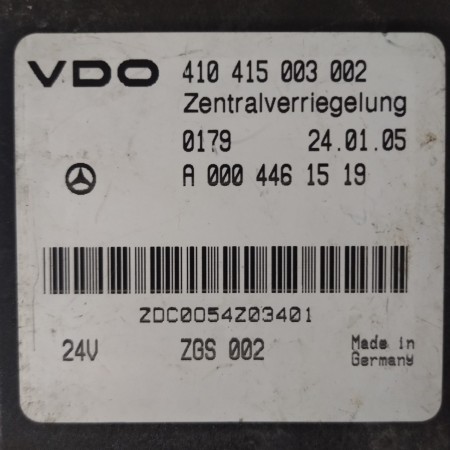 VDO 410 415 003 002
Zentralverriegelung
0179 24.01.05
A 000 446 15 19
ZDC0054Z03401
24V ZGS 002 Made in
Germany